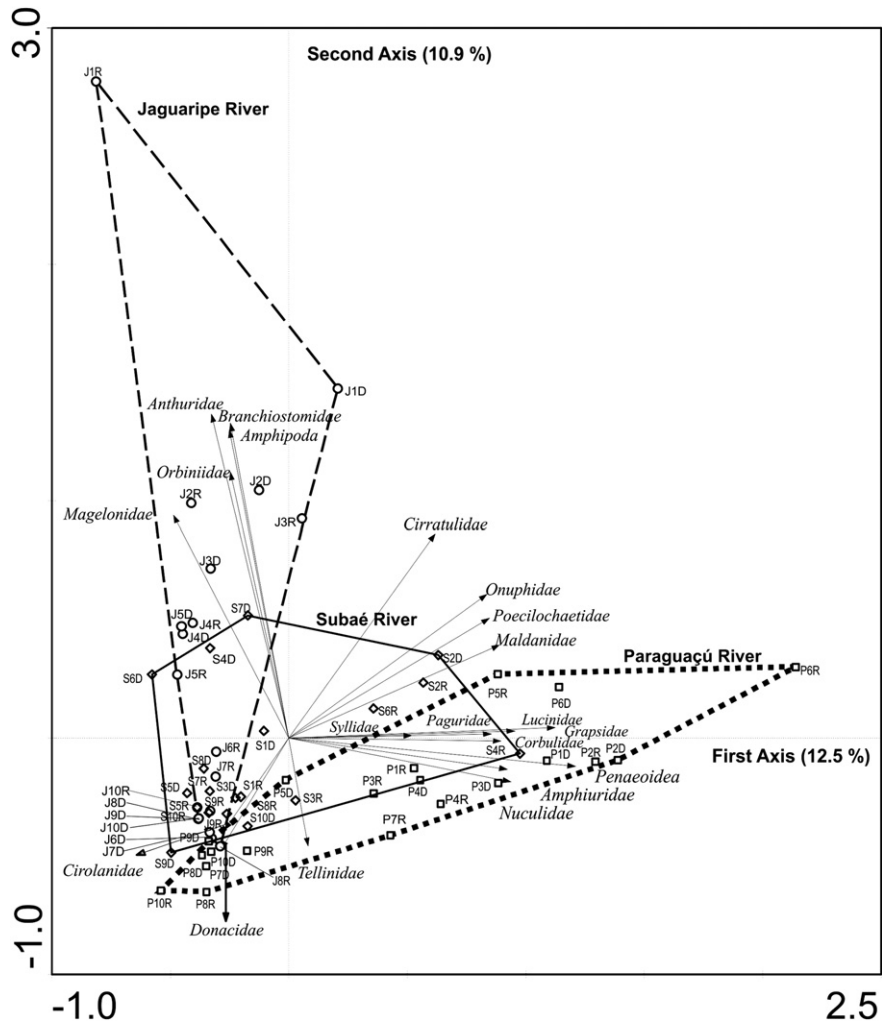 3.0
Second Axis (10.9 %)
J1R
Jaguaripe River
J1D
Anthuridae
Branchiostomidae
Amphipoda
Orbiniidae
J2D
J2R
Magelonidae
J3R
Cirratulidae
J3D
Onuphidae
S7D
Subaé River
Poecilochaetidae
J5D
J4R
J4D
Maldanidae
S4D
S2D
Paraguaçú River
S6D
J5R
S2R
P5R
P6R
P6D
S6R
Syllidae
Paguridae
Lucinidae
Grapsidae
S1D
J6R
S4R
Corbulidae
First Axis (12.5 %)
P1D
P2R
P2D
S8D
J7R
P1R
Penaeoidea
S7R
P5D
P4D
P3R
P3D
Amphiuridae
J10R
S5D
S3D
S1R
J8D
S5R
S9R
S8R
S3R
P4R
Nuculidae
J9D
S10R
J10D
J9R
S10D
P7R
J6D
P9D
J7D
S9D
P10D
P9R
Cirolanidae
P8D
P7D
J8R
Tellinidae
P10R
P8R
Donacidae
-1.0
-1.0
2.5